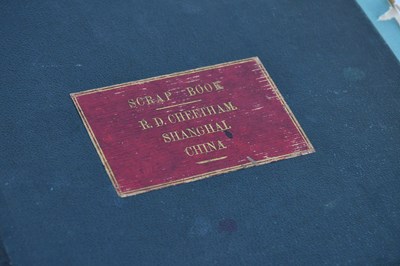 SCRAP BOOK
R.D. CHEETHAM.
SHANGHAI
CHINA